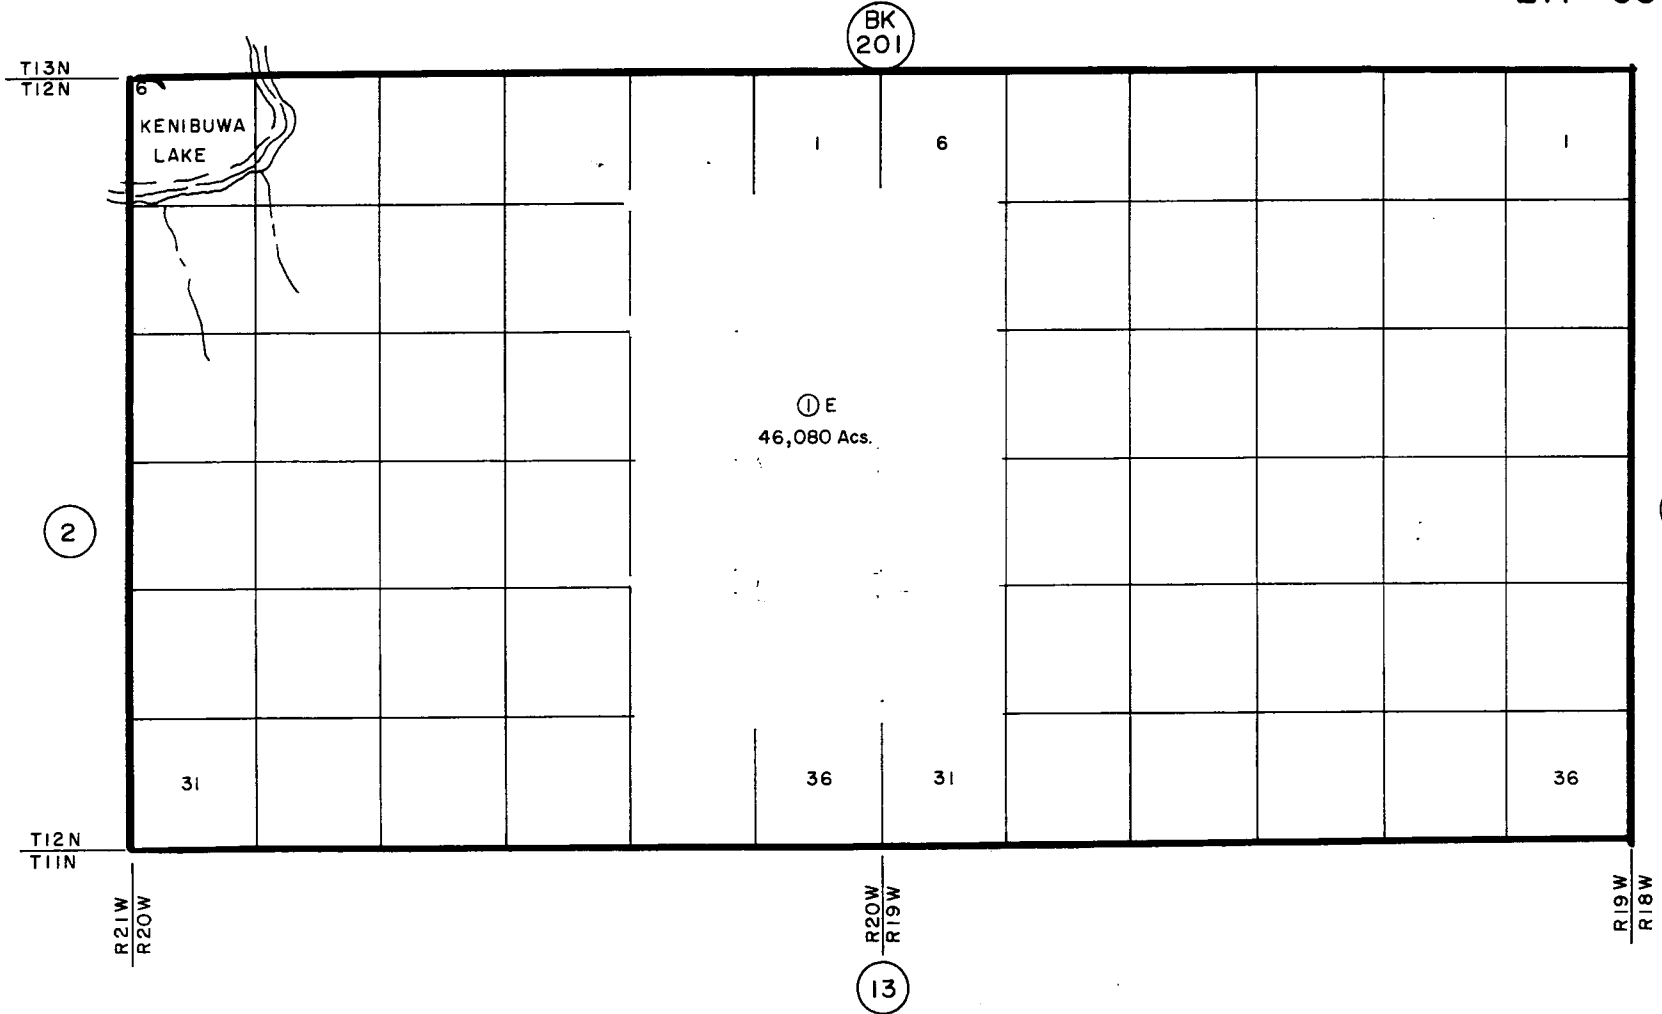 BK
201
T13N
T12N
6
KENIBUWA
LAKE
1
6
1
1 E
46,080 Acs.
2
31
36
31
36
T12N
T11N
R21W
R20W
R20W
R19W
R19W
R18W
13